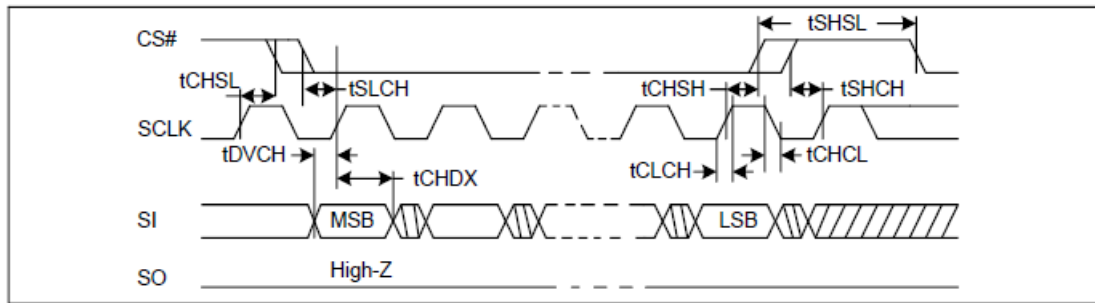 tSHSL
CS#
tCHSL
tSLCH
tCHSH
tSHCH
SCLK
tDVCH
tCHDX
tCLCH
tCHCL
SI
MSB
LSB
High-Z
SO